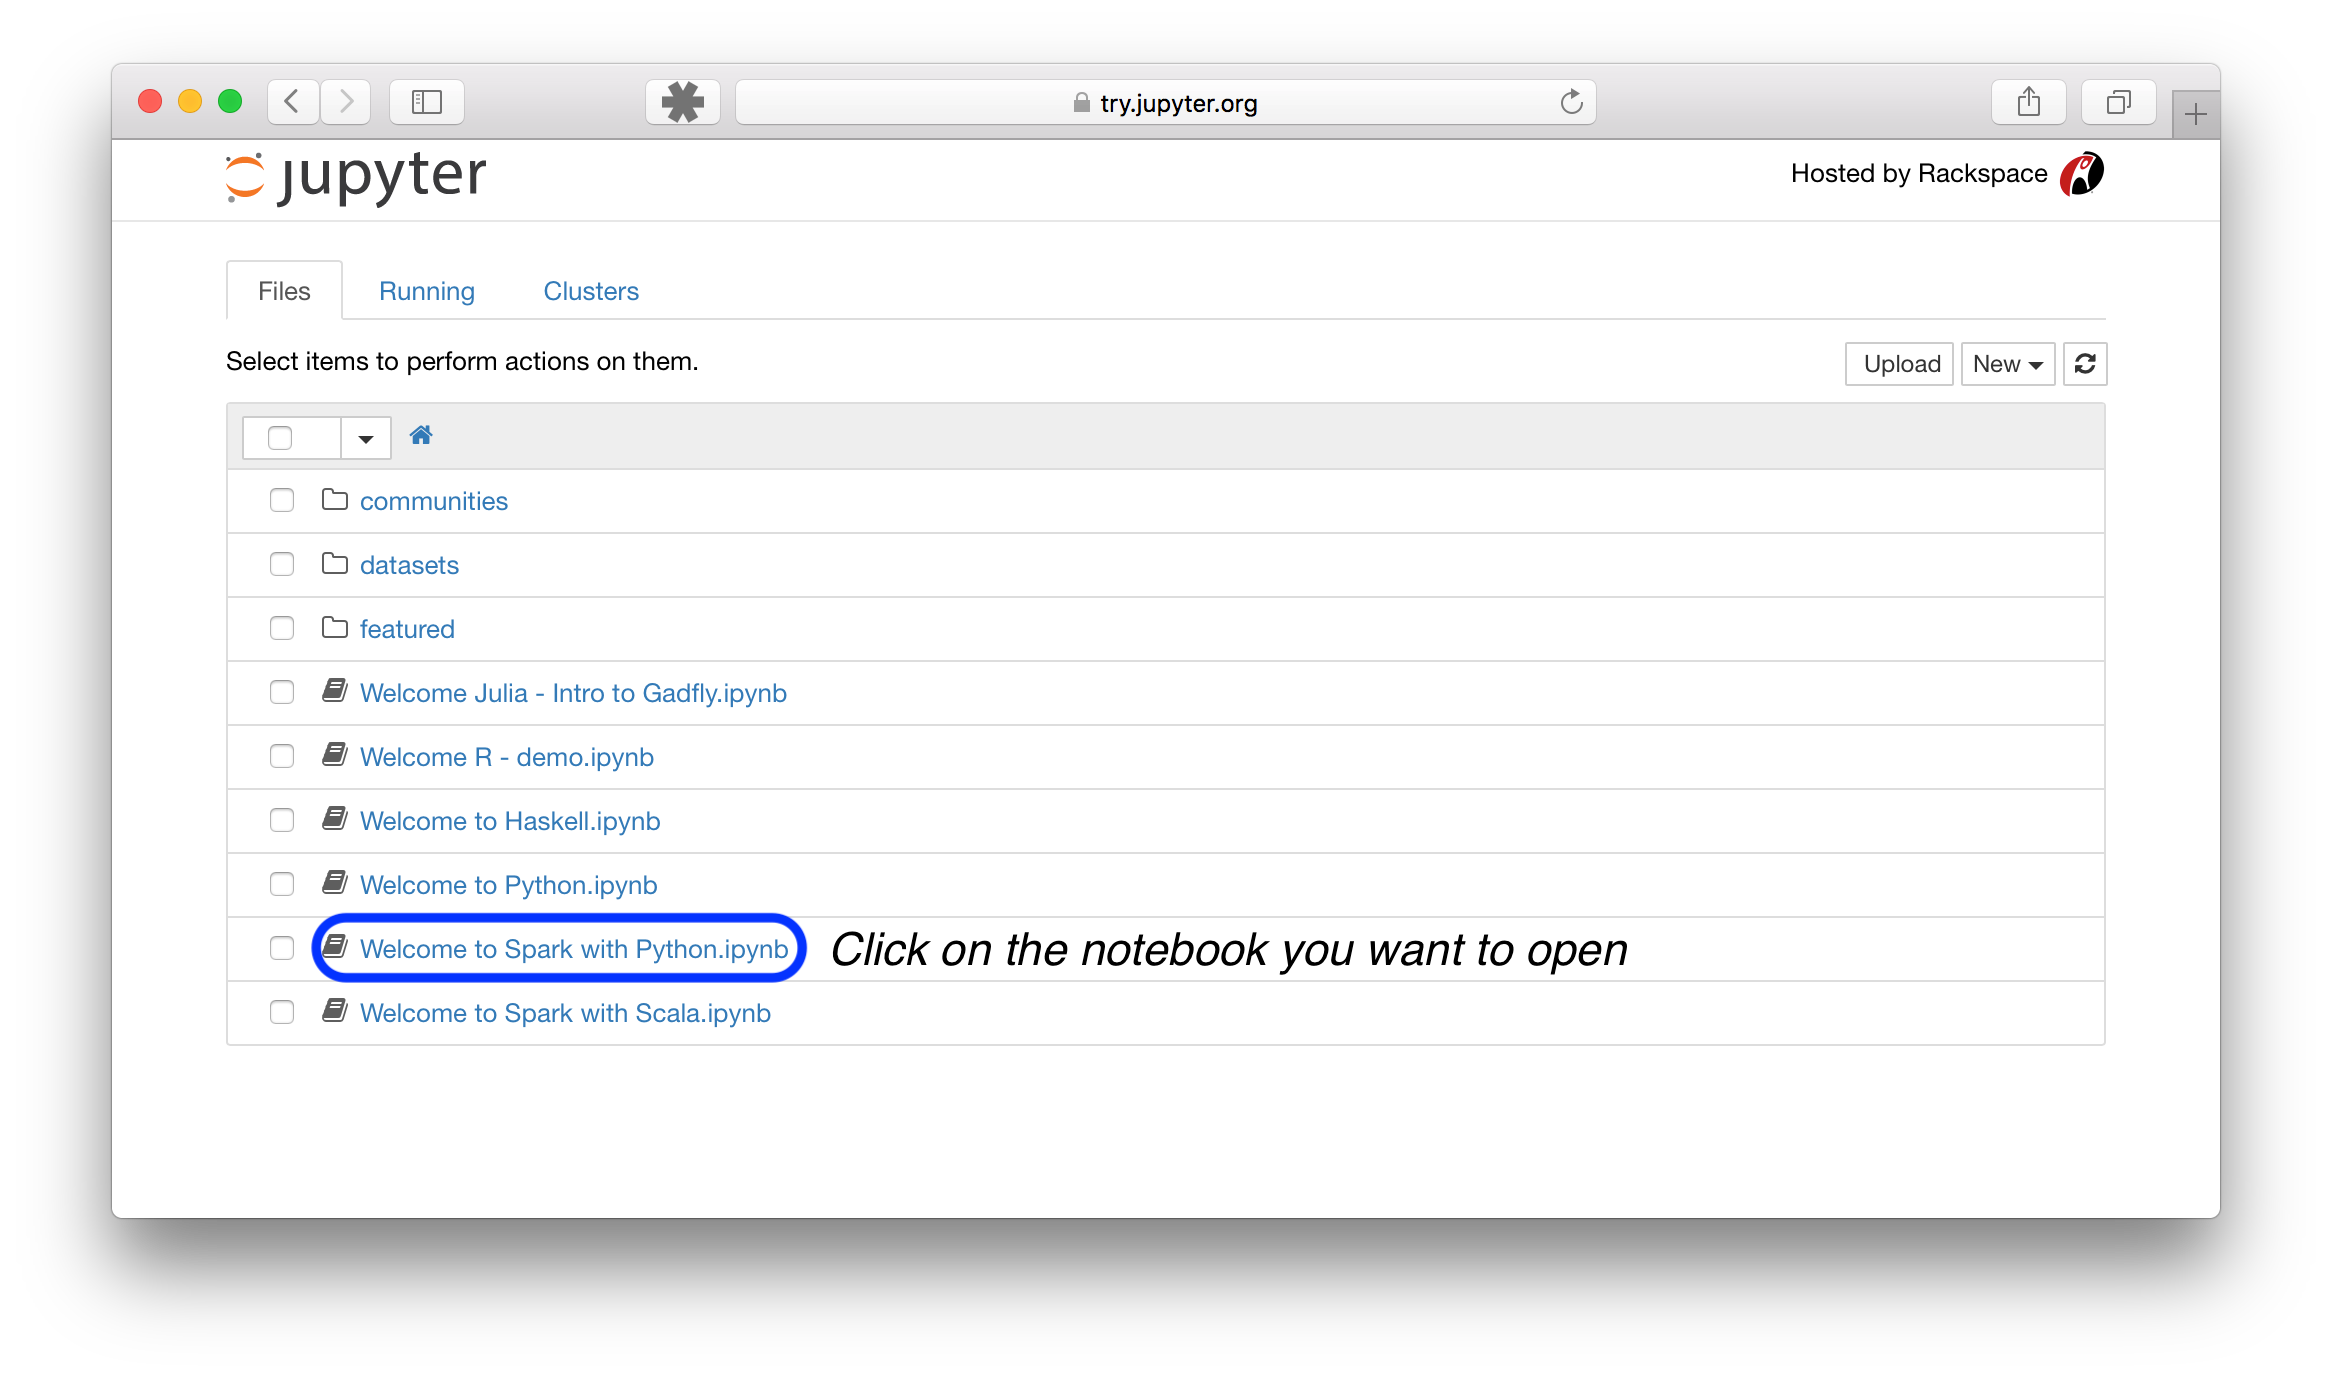 try.jupyter.org
jupyter
Hosted by Rackspace
Files
Running
Clusters
Select items to perform actions on them.
Upload
New
communities
datasets
featured
Welcome Julia - Intro to Gadfly.ipynb
Welcome R - demo.ipynb
Welcome to Haskell.ipynb
Welcome to Python.ipynb
Welcome to Spark with Python.ipynb
Click on the notebook you want to open
Welcome to Spark with Scala.ipynb